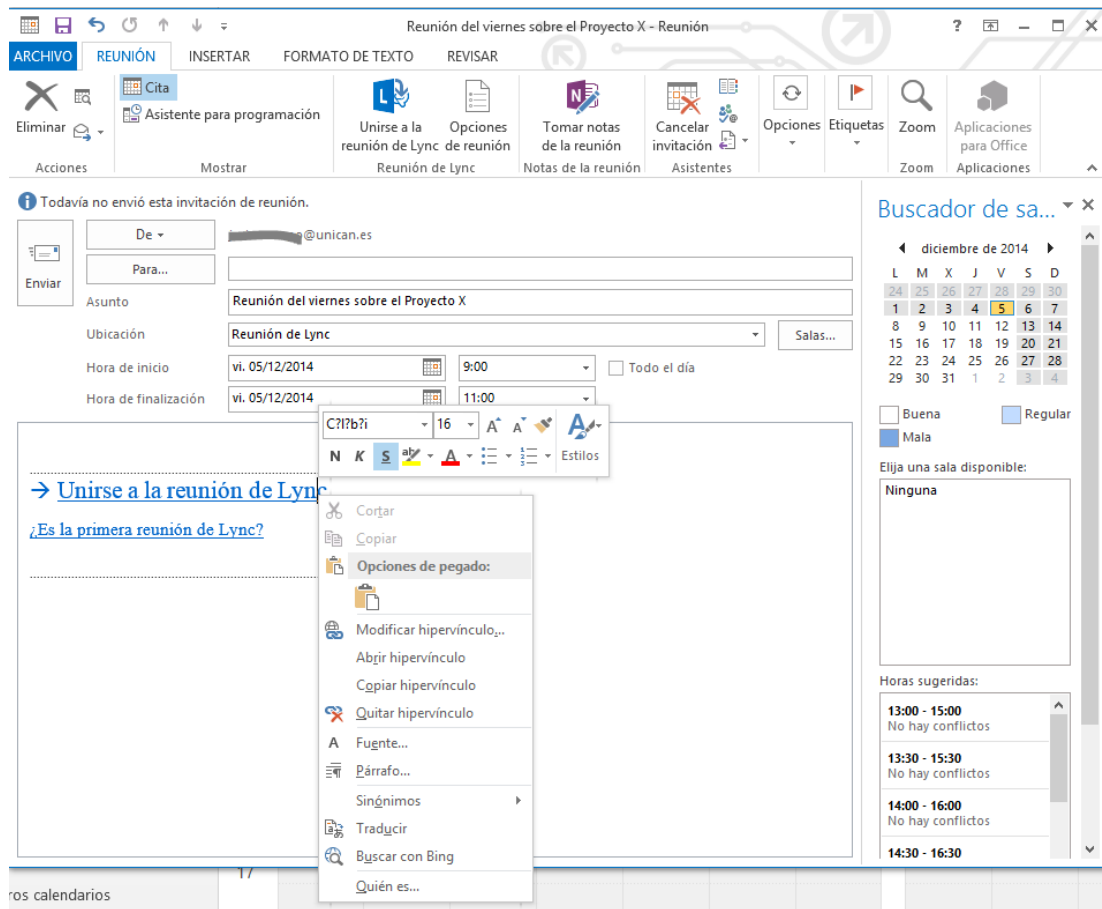 Reunión del viernes sobre el Proyecto X - Reunión
ARCHIVO REUNIÓN INSERTAR FORMATO DE TEXTO REVISAR
Eliminar
Acciones
Cita
Asistente para programación
Mostrar
Unirse a la reunión de Lync
Opciones de reunión
Reunión de Lync
Tomar notas de la reunión
Notas de la reunión
Cancelar invitación
Asistentes
Opciones
Etiquetas
Zoom
Zoom
Aplicaciones para Office
Aplicaciones
Todavía no envió esta invitación de reunión.
Enviar
De @unican.es
Para...
Asunto Reunión del viernes sobre el Proyecto X
Ubicación Reunión de Lync Salas...
Hora de inicio vi. 05/12/2014 9:00 Todo el día
Hora de finalización vi. 05/12/2014 11:00
C?l?b?i 16 A A A
N K S aby A Estilos
→ Unirse a la reunión de Lync
¿Es la primera reunión de Lync?
Cortar
Copiar
Opciones de pegado:
Modificar hipervínculo...
Abrir hipervínculo
Copiar hipervínculo
Quitar hipervínculo
A Fuente...
Párrafo...
Sinónimos
Traducir
Buscar con Bing
Quién es...
Buscador de sa...
diciembre de 2014
L M X J V S D
24 25 26 27 28 29 30
1 2 3 4 5 6 7
8 9 10 11 12 13 14
15 16 17 18 19 20 21
22 23 24 25 26 27 28
29 30 31 1 2 3 4
Buena Regular
Mala
Elija una sala disponible:
Ninguna
Horas sugeridas:
13:00 - 15:00
No hay conflictos
13:30 - 15:30
No hay conflictos
14:00 - 16:00
No hay conflictos
14:30 - 16:30
17
ros calendarios